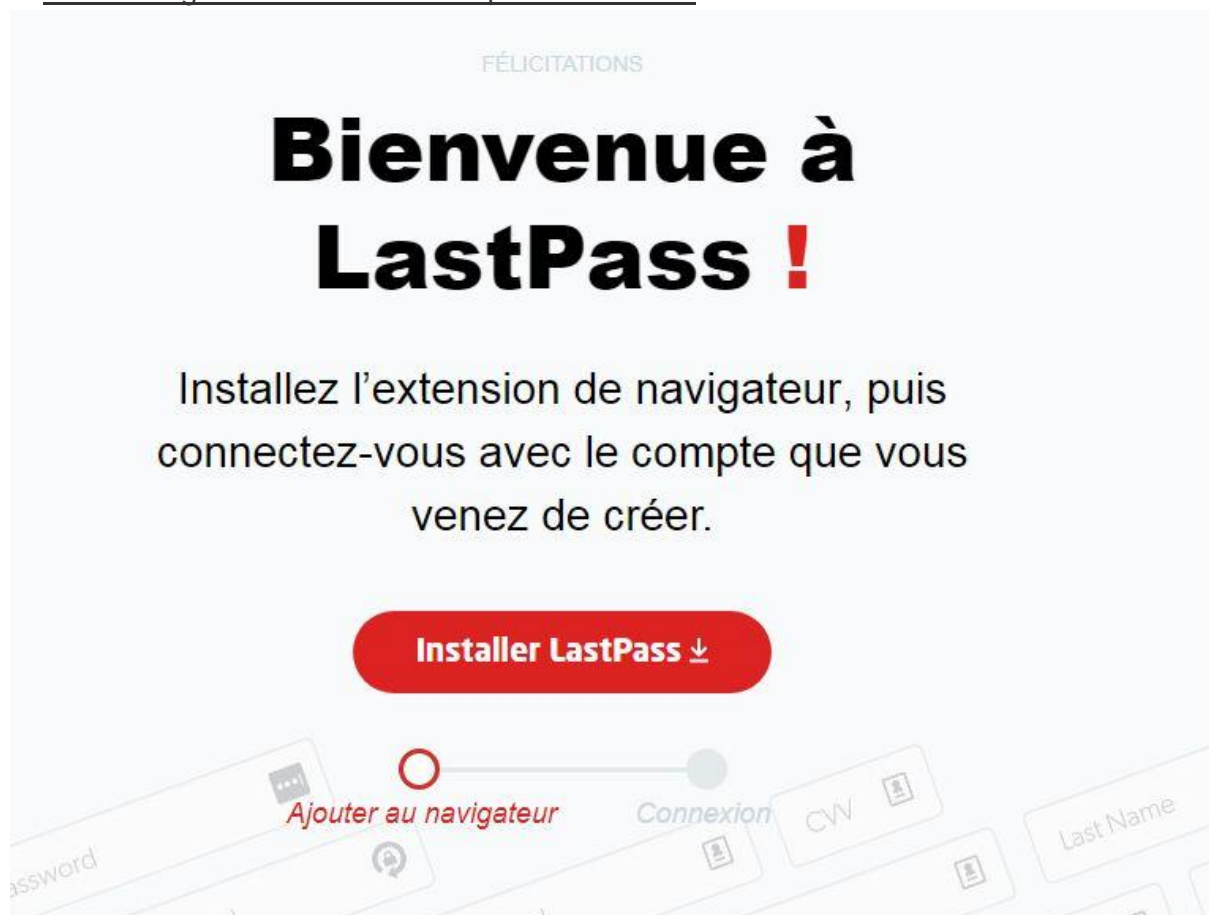 FÉLICITATIONS
Bienvenue à
LastPass !
Installez l’extension de navigateur, puis
connectez-vous avec le compte que vous
venez de créer.
Installer LastPass
Ajouter au navigateur
Connexion
CVV
Last Name